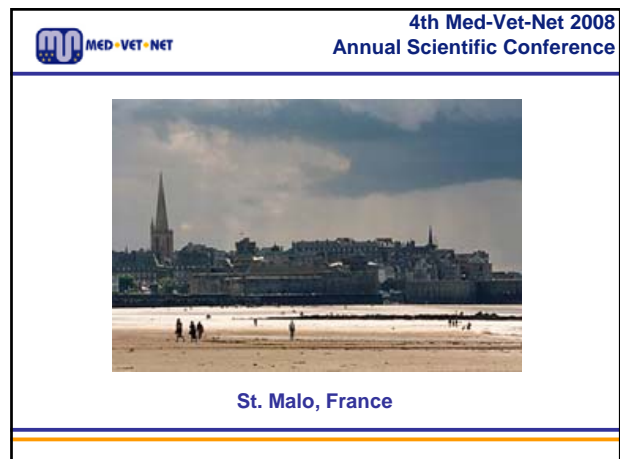 MED•VET•NET
4th Med-Vet-Net 2008
Annual Scientific Conference
St. Malo, France